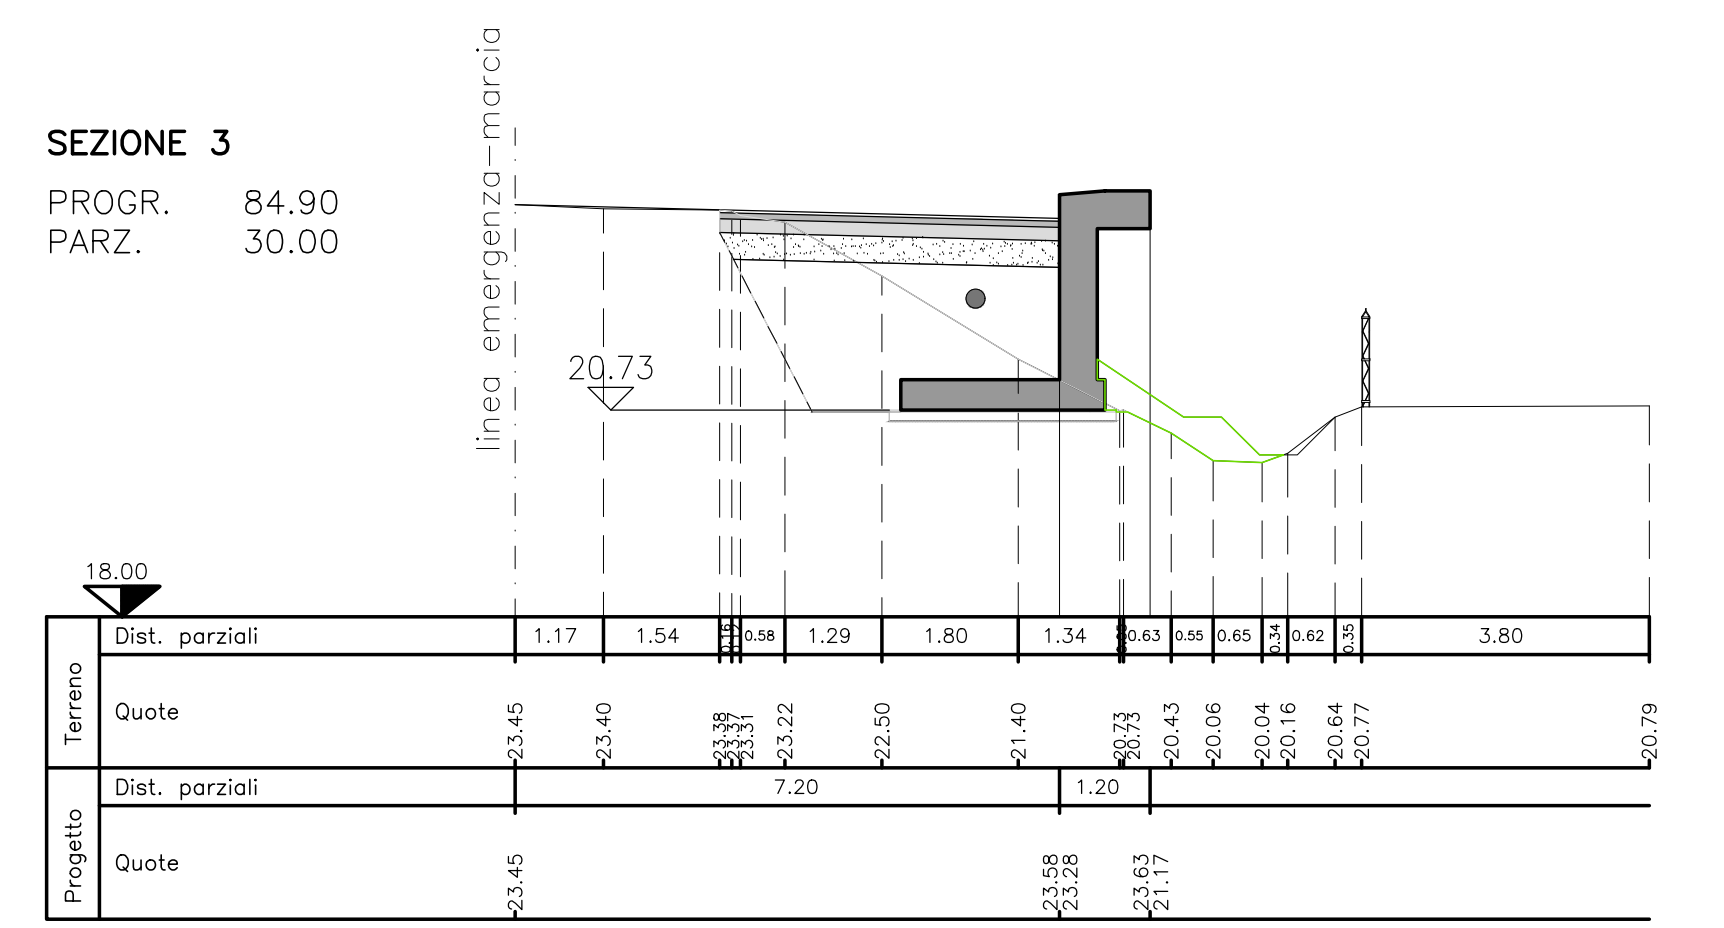 linea emergenza-marcia
SEZIONE 3
PROGR. 84.90
PARZ. 30.00
20.73
18.00
Terreno
Dist. parziali 1.17 1.54 0.16 0.58 1.29 1.80 1.34 0.63 0.55 0.65 0.34 0.62 0.35 3.80
Quote 23.45 23.40 23.38 23.37 23.31 23.22 22.50 21.40 20.73 20.73 20.43 20.06 20.04 20.16 20.64 20.77 20.79
Progetto
Dist. parziali 7.20 1.20
Quote 23.45 23.58 23.28 23.63 21.17